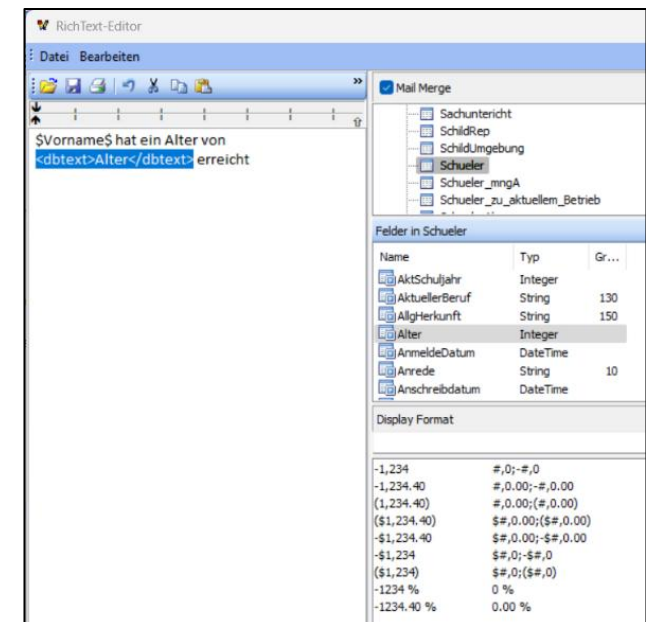 RichText-Editor
Datei Bearbeiten
»
Mail Merge
$Vorname$ hat ein Alter von
<dbtext>Alter</dbtext> erreicht
Sachuntericht
SchildRep
SchildUmgebung
Schueler
Schueler_mngA
Schueler_zu_aktuellem_Betrieb
Felder in Schueler
Name Typ Gr...
AktSchuljahr Integer
AktuellerBeruf String 130
AllgHerkunft String 150
Alter Integer
AnmeldeDatum DateTime
Anrede String 10
Anschreibdatum DateTime
Display Format
-1,234 #,0;-#,0
-1,234.40 #,0.00;-#,0.00
(1,234.40) #,0.00;(#,0.00)
($1,234.40) $#,0.00;($#,0.00)
-$1,234.40 $#,0.00;-$#,0.00
-$1,234 $#,0;-$#,0
($1,234) $#,0;($#,0)
-1234 % 0 %
-1234.40 % 0.00 %